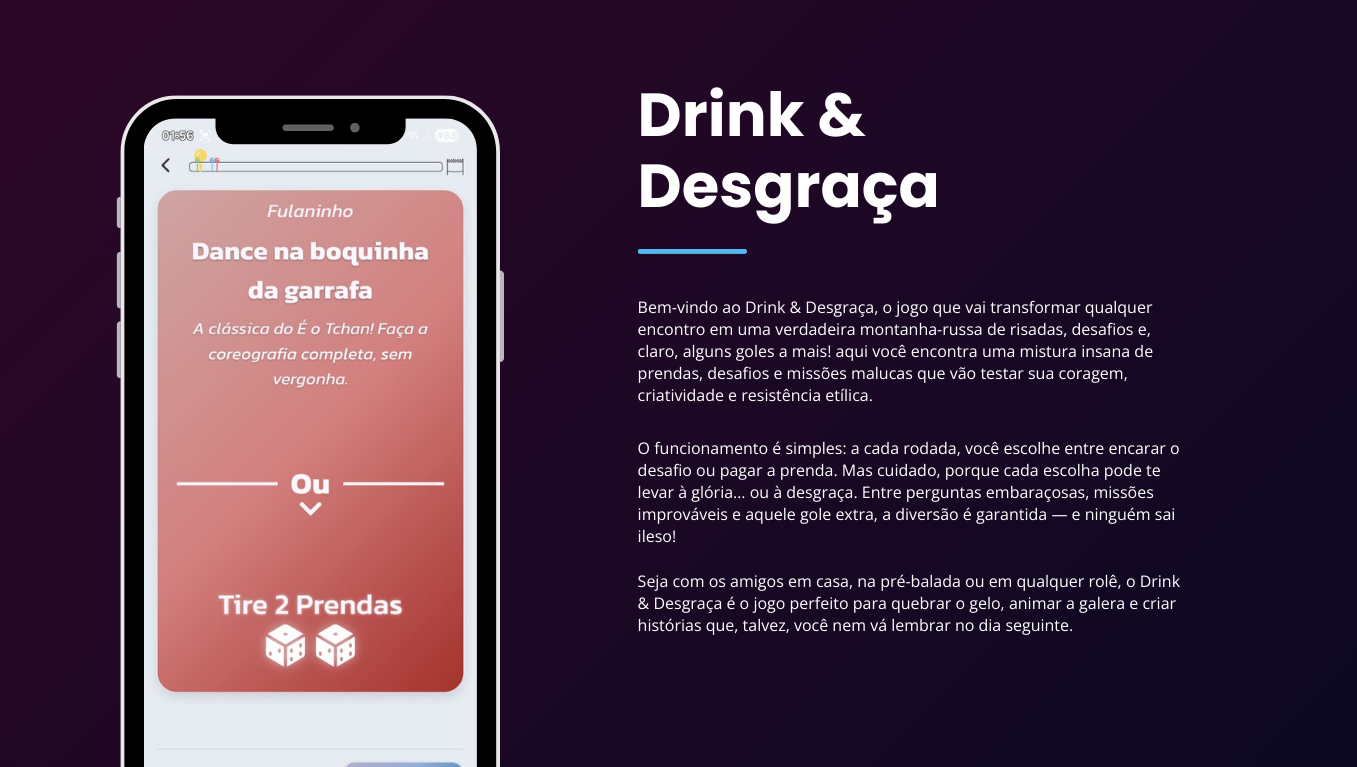 01:56
83
Fulaninho
Dance na boquinha
da garrafa
A clássica do É o Tchan! Faça a
coreografia completa, sem
vergonha.
Ou
Tire 2 Prendas
Drink &
Desgraça
Bem-vindo ao Drink & Desgraça, o jogo que vai transformar qualquer
encontro em uma verdadeira montanha-russa de risadas, desafios e,
claro, alguns goles a mais! aqui você encontra uma mistura insana de
prendas, desafios e missões malucas que vão testar sua coragem,
criatividade e resistência etílica.
O funcionamento é simples: a cada rodada, você escolhe entre encarar o
desafio ou pagar a prenda. Mas cuidado, porque cada escolha pode te
levar à glória... ou à desgraça. Entre perguntas embaraçosas, missões
improváveis e aquele gole extra, a diversão é garantida — e ninguém sai
ileso!
Seja com os amigos em casa, na pré-balada ou em qualquer rolê, o Drink
& Desgraça é o jogo perfeito para quebrar o gelo, animar a galera e criar
histórias que, talvez, você nem vá lembrar no dia seguinte.